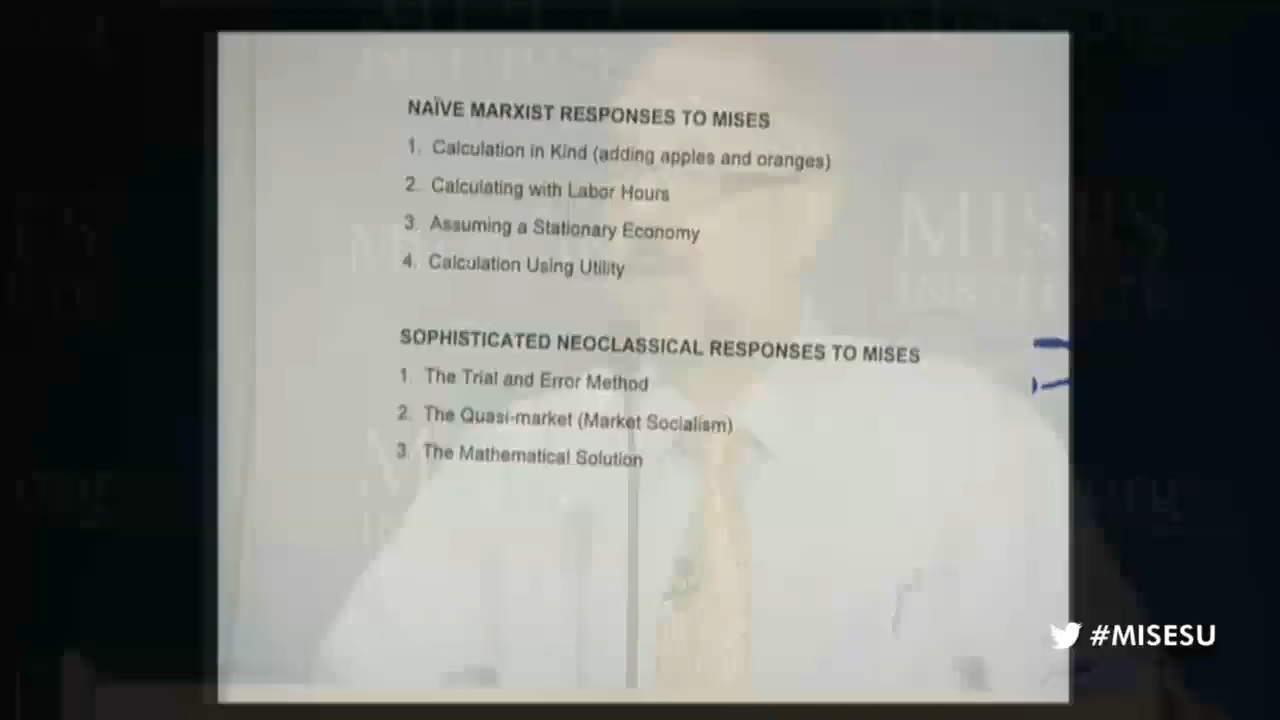 NAÏVE MARXIST RESPONSES TO MISES
1. Calculation in Kind (adding apples and oranges)
2. Calculating with Labor Hours
3. Assuming a Stationary Economy
4. Calculation Using Utility
SOPHISTICATED NEOCLASSICAL RESPONSES TO MISES
1. The Trial and Error Method
2. The Quasi-market (Market Socialism)
3. The Mathematical Solution
MISES
INSTITUTE
#MISESU